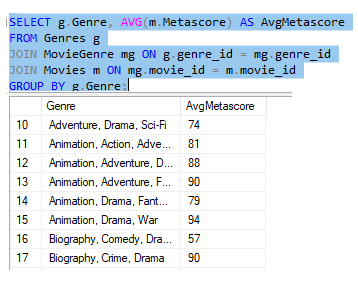 SELECT g.Genre, AVG(m.Metascore) AS AvgMetascore
FROM Genres g
JOIN MovieGenre mg ON g.genre_id = mg.genre_id
JOIN Movies m ON mg.movie_id = m.movie_id
GROUP BY g.Genre;
Genre AvgMetascore
10 Adventure, Drama, Sci-Fi 74
11 Animation, Action, Adve... 81
12 Animation, Adventure, D... 88
13 Animation, Adventure, F... 90
14 Animation, Drama, Fant... 79
15 Animation, Drama, War 94
16 Biography, Comedy, Dra... 57
17 Biography, Crime, Drama 90